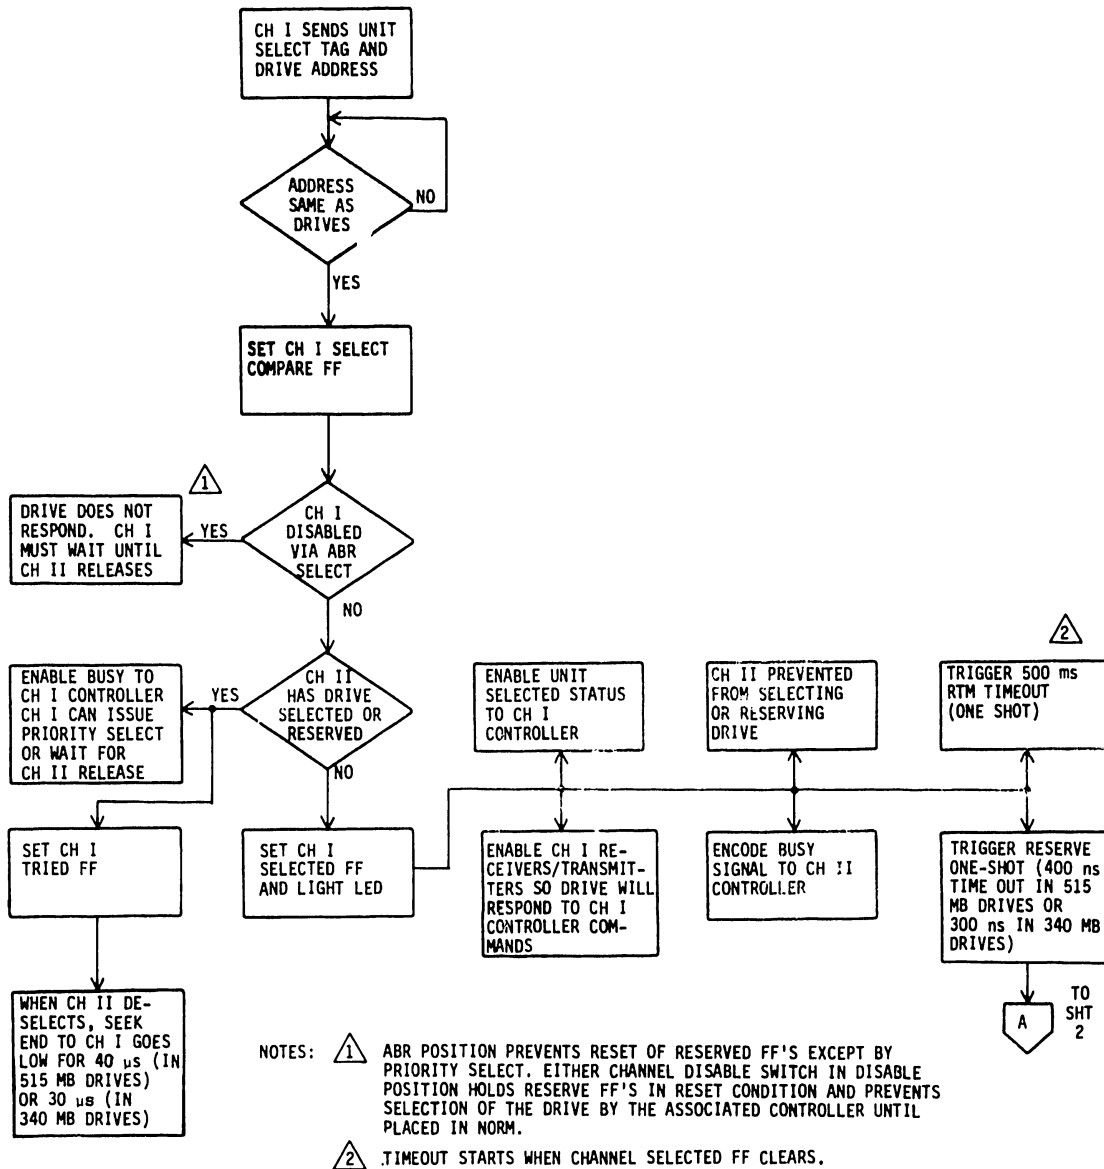 CH I SENDS UNIT
SELECT TAG AND
DRIVE ADDRESS
ADDRESS
SAME AS
DRIVES
NO
YES
SET CH I SELECT
COMPARE FF
1
DRIVE DOES NOT
RESPOND. CH I
MUST WAIT UNTIL
CH II RELEASES
YES
CH I
DISABLED
VIA ABR
SELECT
NO
ENABLE BUSY TO
CH I CONTROLLER
CH I CAN ISSUE
PRIORITY SELECT
OR WAIT FOR
CH II RELEASE
YES
CH II
HAS DRIVE
SELECTED OR
RESERVED
NO
ENABLE UNIT
SELECTED STATUS
TO CH I
CONTROLLER
CH II PREVENTED
FROM SELECTING
OR RESERVING
DRIVE
2
TRIGGER 500 ms
RTM TIMEOUT
(ONE SHOT)
SET CH I
TRIED FF
SET CH I
SELECTED FF
AND LIGHT LED
ENABLE CH I RE-
CEIVERS/TRANSMIT-
TERS SO DRIVE WILL
RESPOND TO CH I
CONTROLLER COM-
MANDS
ENCODE BUSY
SIGNAL TO CH II
CONTROLLER
TRIGGER RESERVE
ONE-SHOT (400 ns
TIME OUT IN 515
MB DRIVES OR
300 ns IN 340 MB
DRIVES)
WHEN CH II DE-
SELECTS, SEEK
END TO CH I GOES
LOW FOR 40 μs (IN
515 MB DRIVES)
OR 30 μs (IN
340 MB DRIVES)
A
TO
SHT
2
NOTES: 1 ABR POSITION PREVENTS RESET OF RESERVED FF'S EXCEPT BY
PRIORITY SELECT. EITHER CHANNEL DISABLE SWITCH IN DISABLE
POSITION HOLDS RESERVE FF'S IN RESET CONDITION AND PREVENTS
SELECTION OF THE DRIVE BY THE ASSOCIATED CONTROLLER UNTIL
PLACED IN NORM.
2 .TIMEOUT STARTS WHEN CHANNEL SELECTED FF CLEARS.